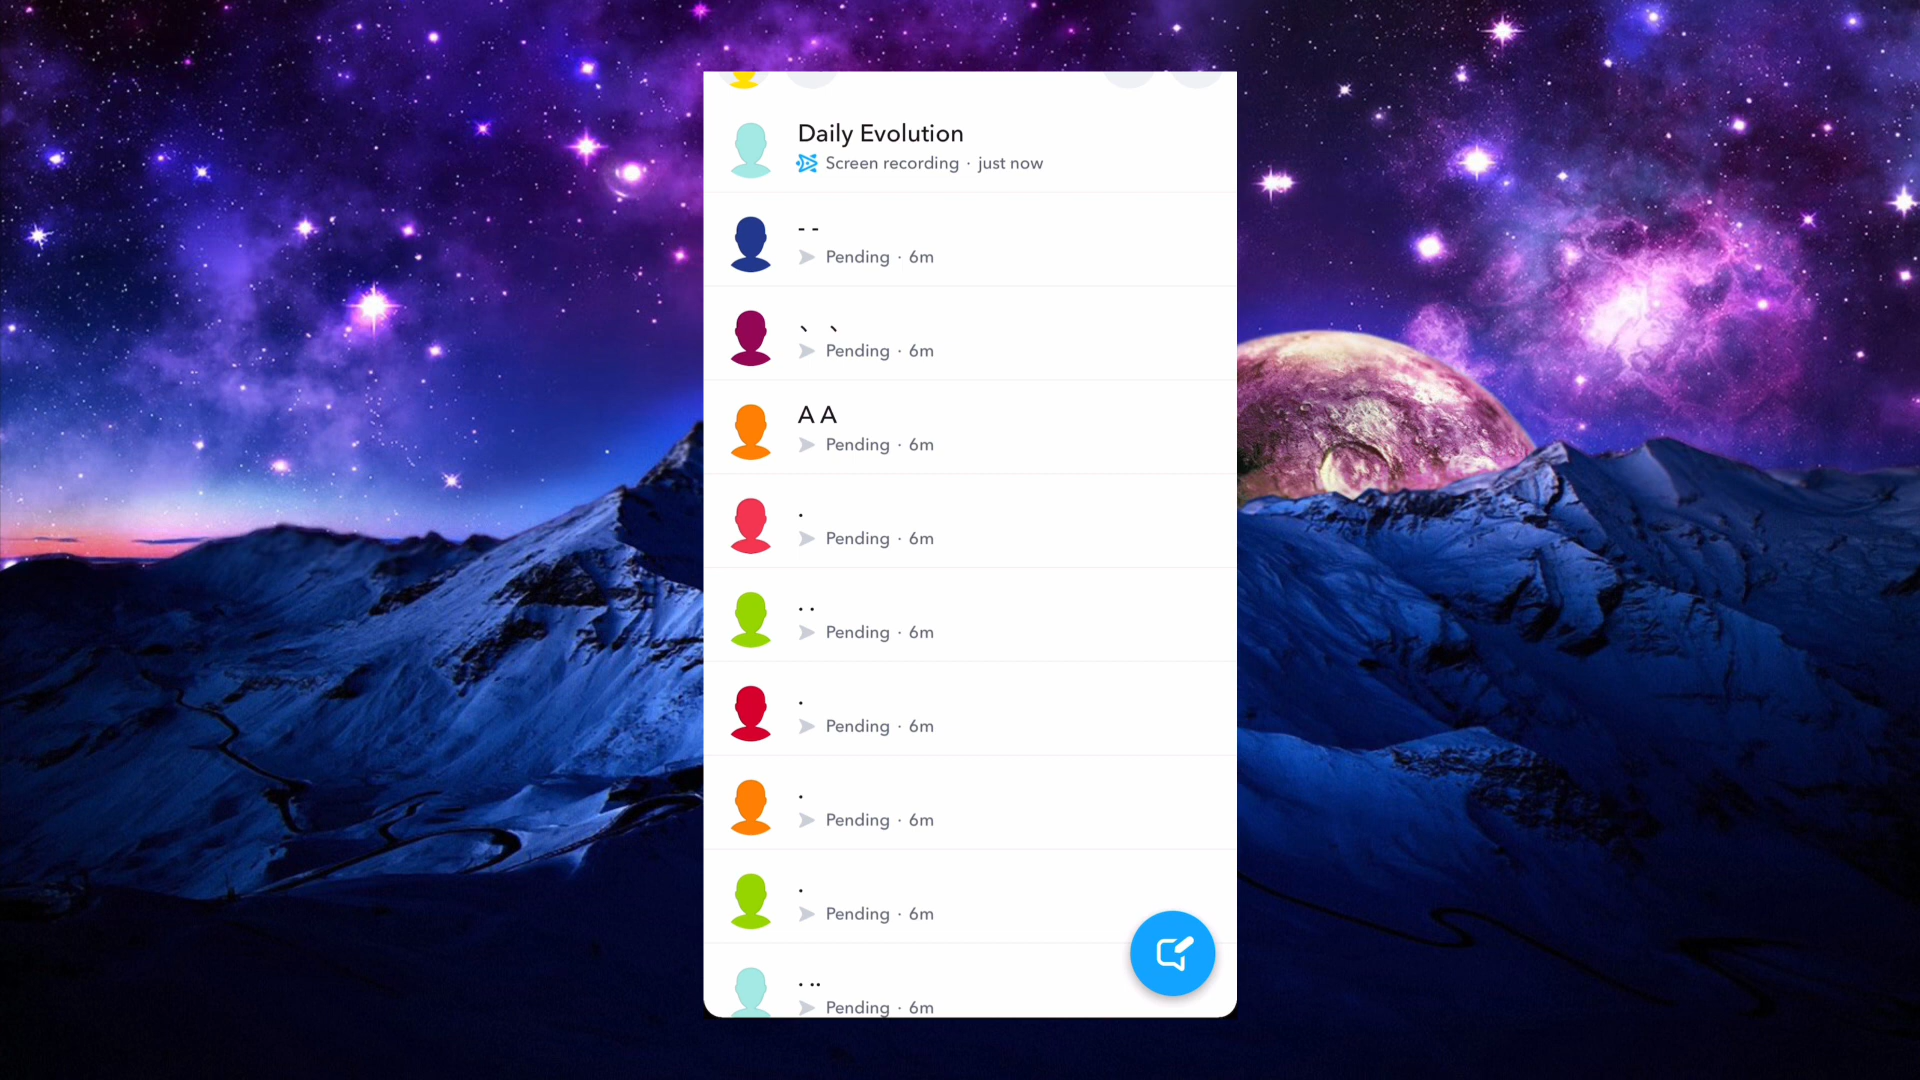 Daily Evolution
Screen recording · just now
- -
Pending · 6m
、 、
Pending · 6m
A A
Pending · 6m
.
Pending · 6m
. .
Pending · 6m
.
Pending · 6m
.
Pending · 6m
.
Pending · 6m
. ..
Pending · 6m